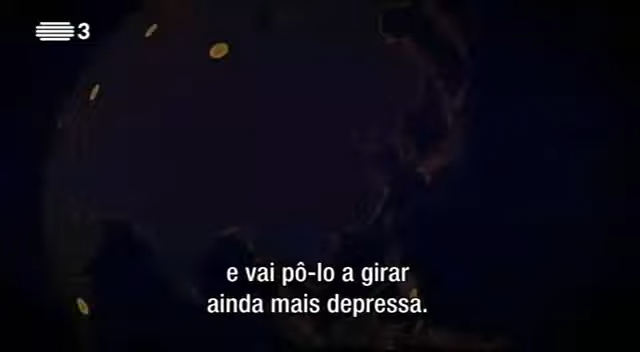 3
e vai pô-lo a girar
ainda mais depressa.